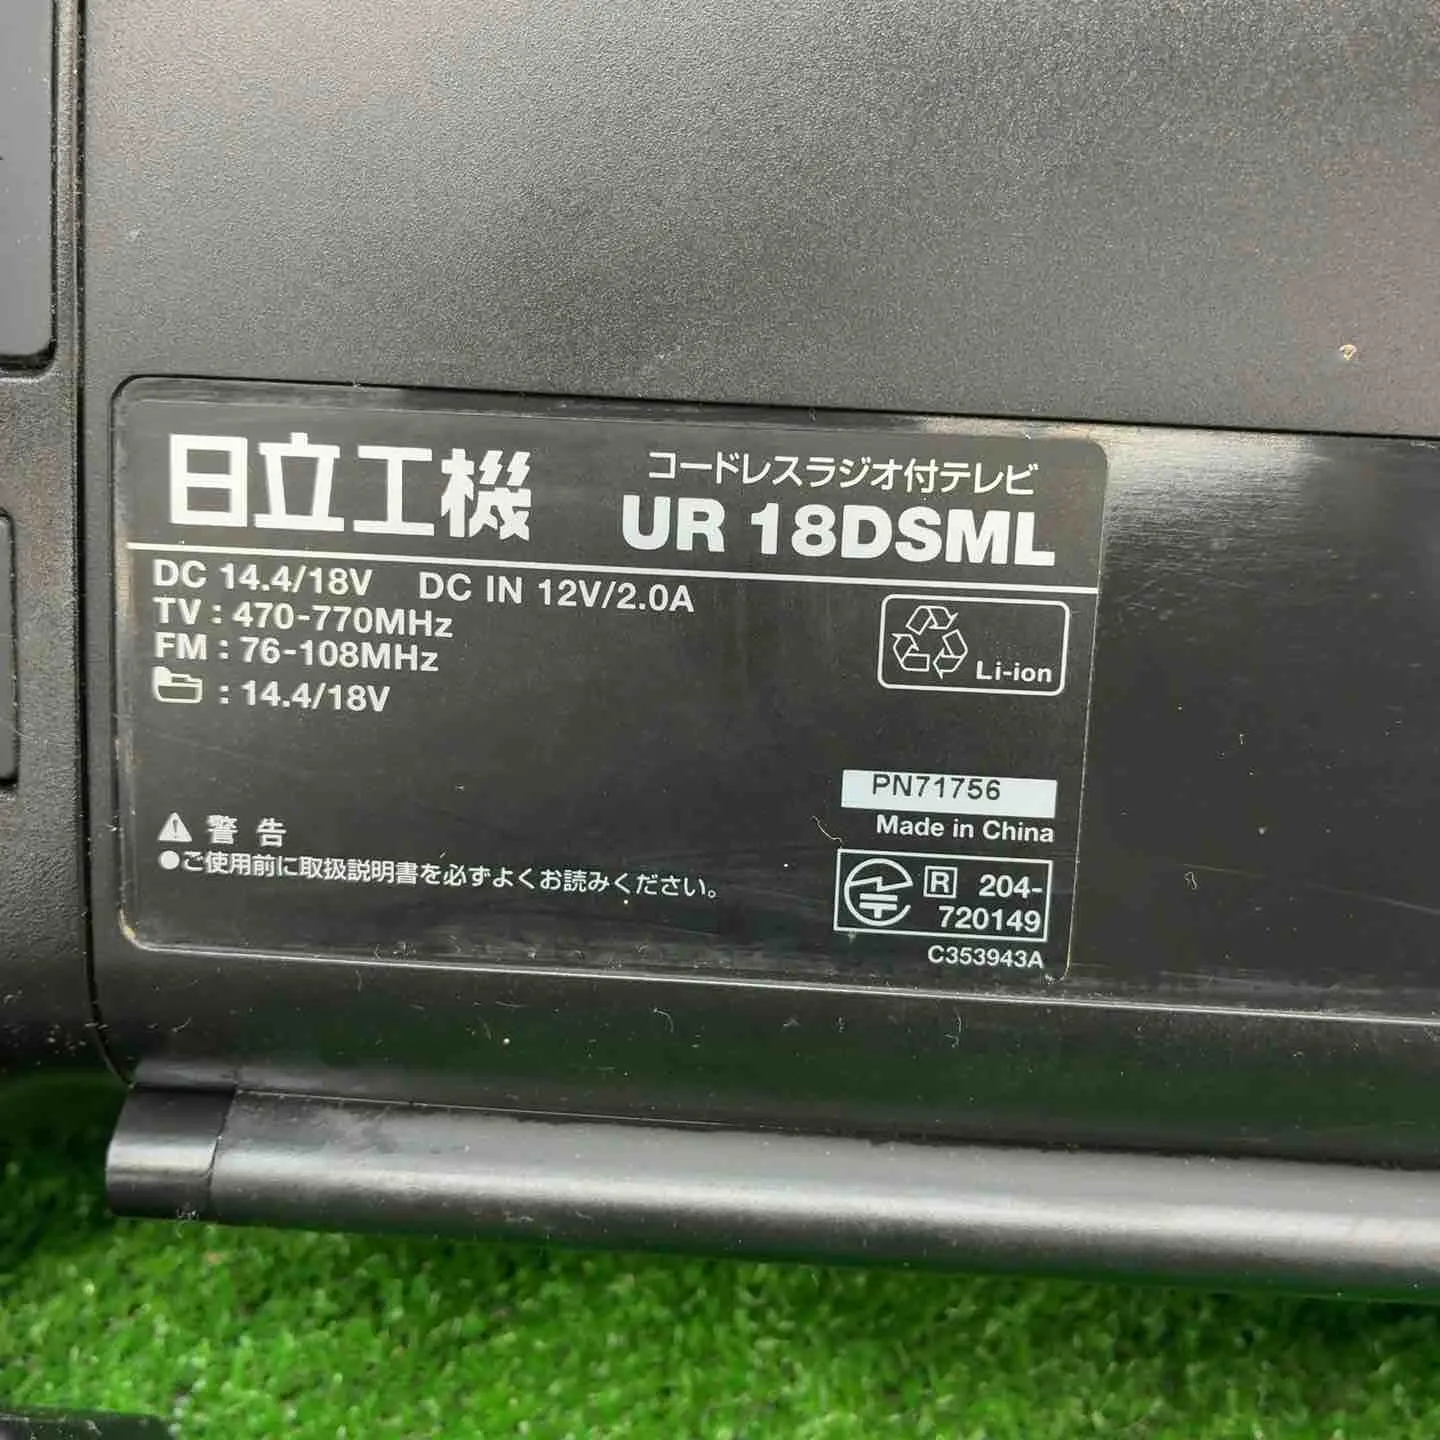 日立工機
コードレスラジオ付テレビ
UR 18DSML
DC 14.4/18V DC IN 12V/2.0A
TV : 470-770MHz
FM : 76-108MHz
: 14.4/18V
Li-ion
PN71756
Made in China
警告
●ご使用前に取扱説明書を必ずよくお読みください。
R 204-
720149
C353943A